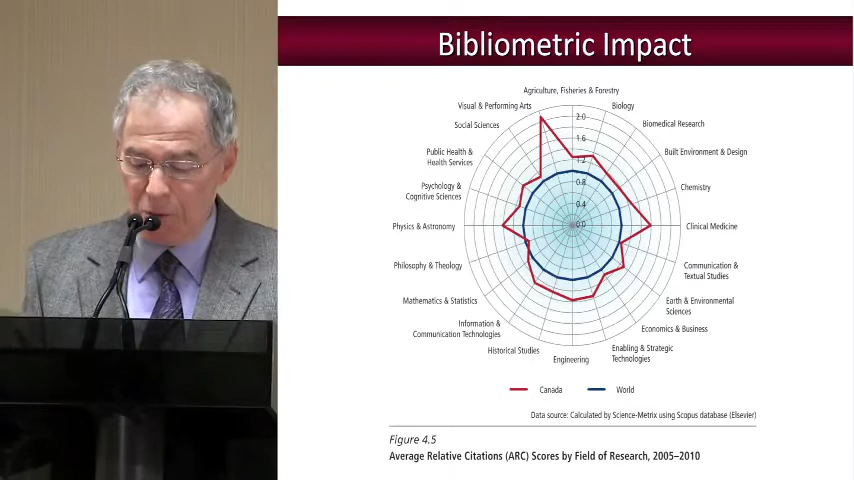 Bibliometric Impact
Agriculture, Fisheries & Forestry
Visual & Performing Arts
Biology
Social Sciences
Biomedical Research
Public Health &
Health Services
Built Environment & Design
Psychology &
Cognitive Sciences
Chemistry
Physics & Astronomy
Clinical Medicine
Philosophy & Theology
Communication &
Textual Studies
Mathematics & Statistics
Earth & Environmental
Sciences
Information &
Communication Technologies
Economics & Business
Historical Studies
Enabling & Strategic
Technologies
Engineering
2.0
1.6
1.2
0.8
0.4
0.0
Canada
World
Data source: Calculated by Science-Metrix using Scopus database (Elsevier)
Figure 4.5
Average Relative Citations (ARC) Scores by Field of Research, 2005–2010